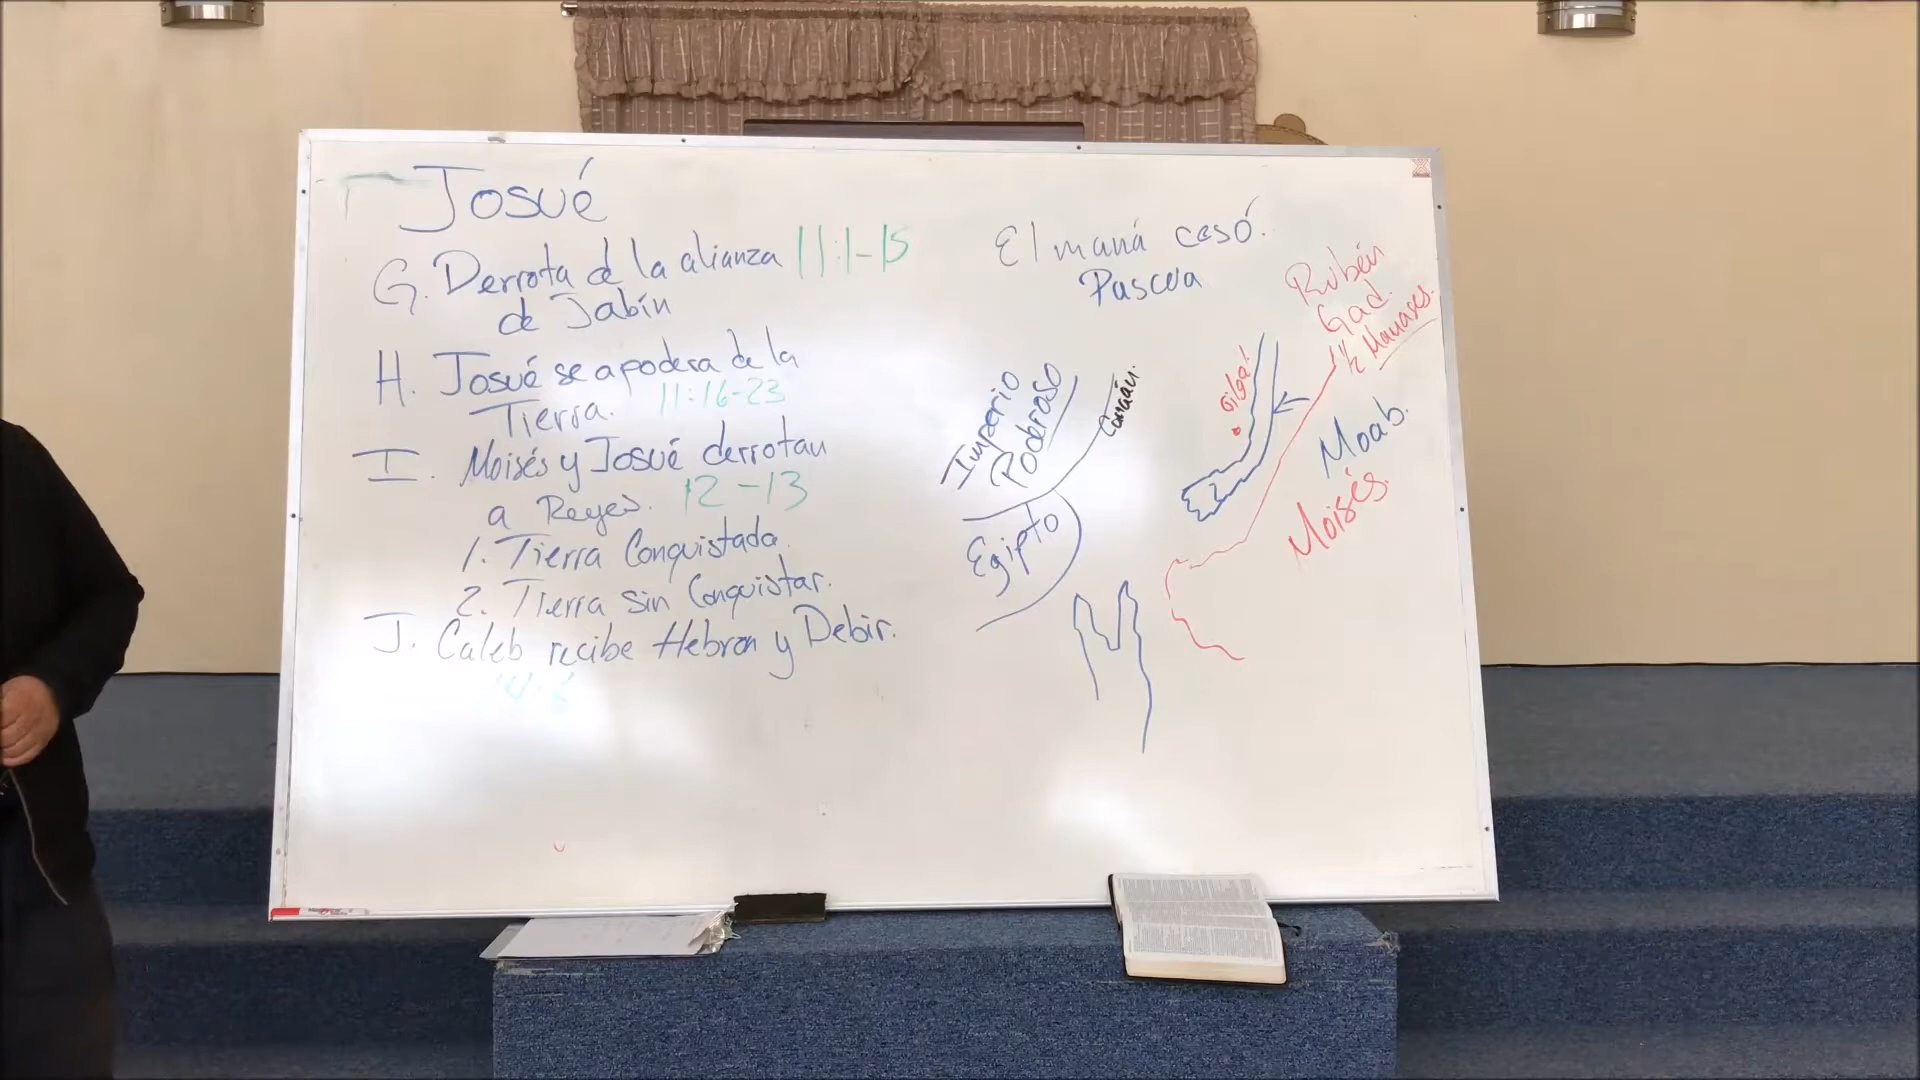 Josué
G. Derrota de la alianza 11:1-15
de Jabín
H. Josué se apodera de la
Tierra. 11:16-23
I. Moisés y Josué derrotan
a Reyes. 12-13
1. Tierra Conquistada.
2. Tierra sin Conquistar.
J. Caleb recibe Hebron y Debir.
El maná cesó.
Pascua
Rubén
Gad.
1/2 Manases.
Gilgal
Imperio
Poderoso
Canaán.
Moab.
Egipto
Moisés.